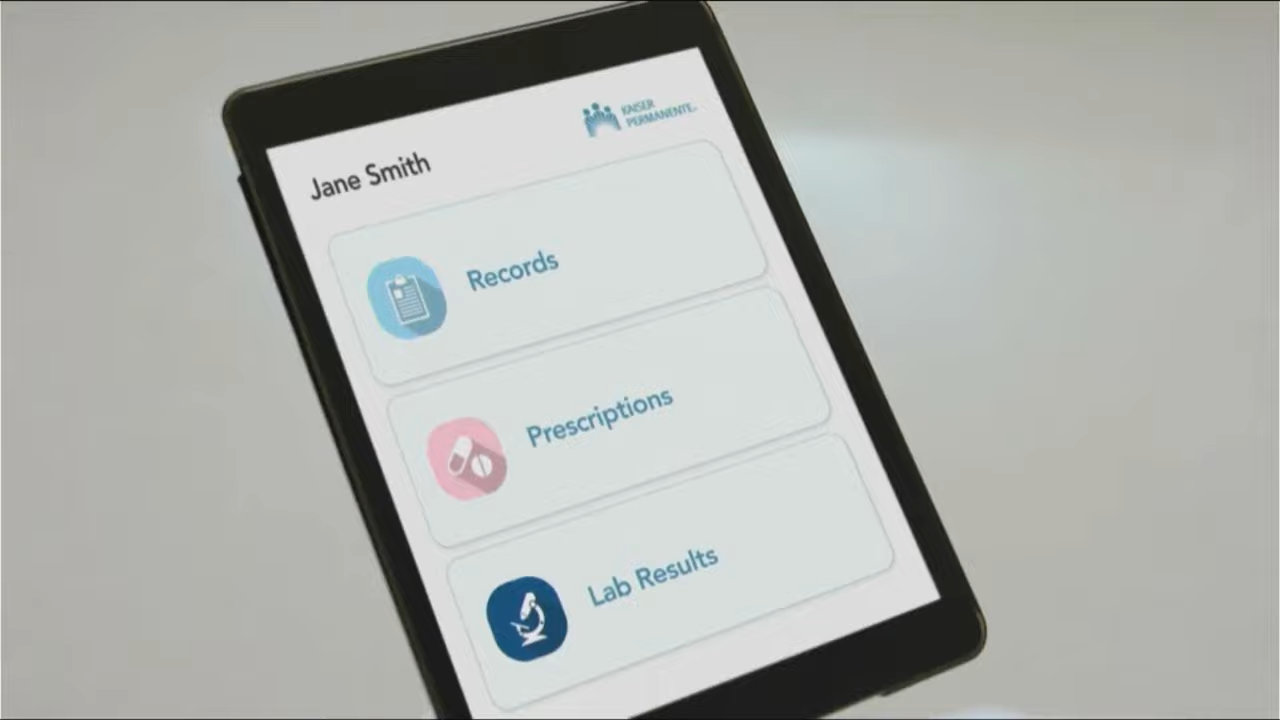 KAISER
PERMANENTE
Jane Smith
Records
Prescriptions
Lab Results